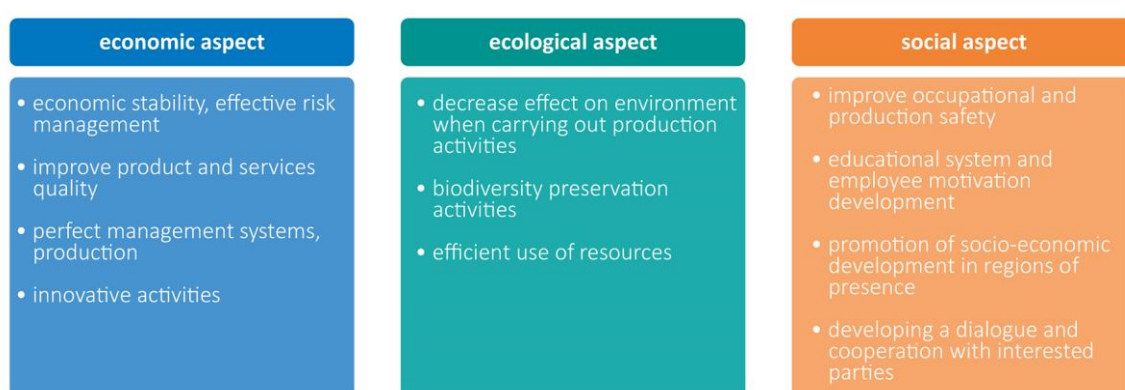 economic aspect
• economic stability, effective risk
management
• improve product and services
quality
• perfect management systems,
production
• innovative activities
ecological aspect
• decrease effect on environment
when carrying out production
activities
• biodiversity preservation
activities
• efficient use of resources
social aspect
• improve occupational and
production safety
• educational system and
employee motivation
development
• promotion of socio-economic
development in regions of
presence
• developing a dialogue and
cooperation with interested
parties